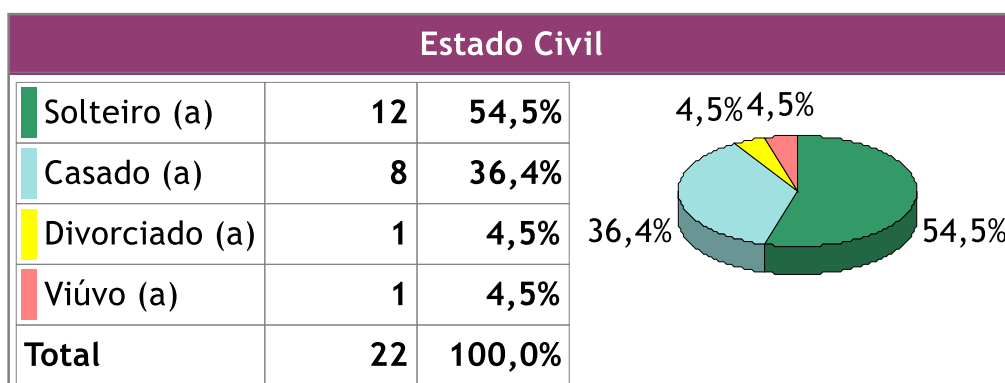 Estado Civil
Solteiro (a) 12 54,5%
Casado (a) 8 36,4%
Divorciado (a) 1 4,5%
Viúvo (a) 1 4,5%
Total 22 100,0%
4,5% 4,5%
36,4% 54,5%